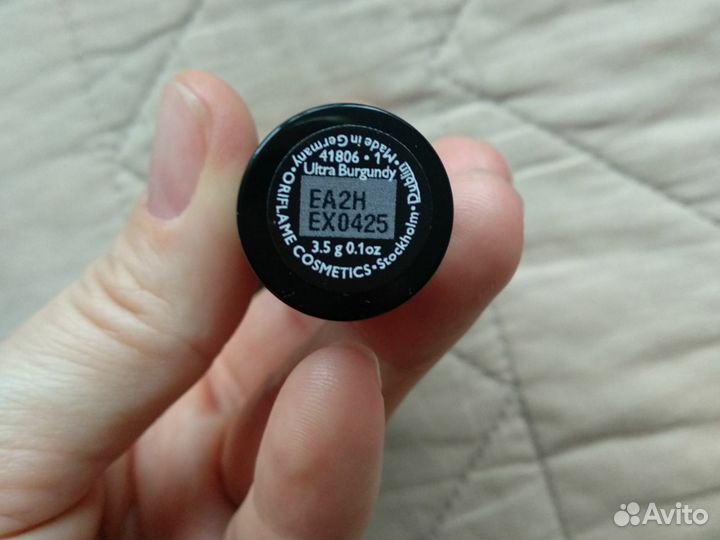 41806 • 1
Ultra Burgundy
EA2H
EX0425
3.5 g 0.1oz
ORIFLAME COSMETICS • Stockholm • Dublin • Made in Germany •
Avito